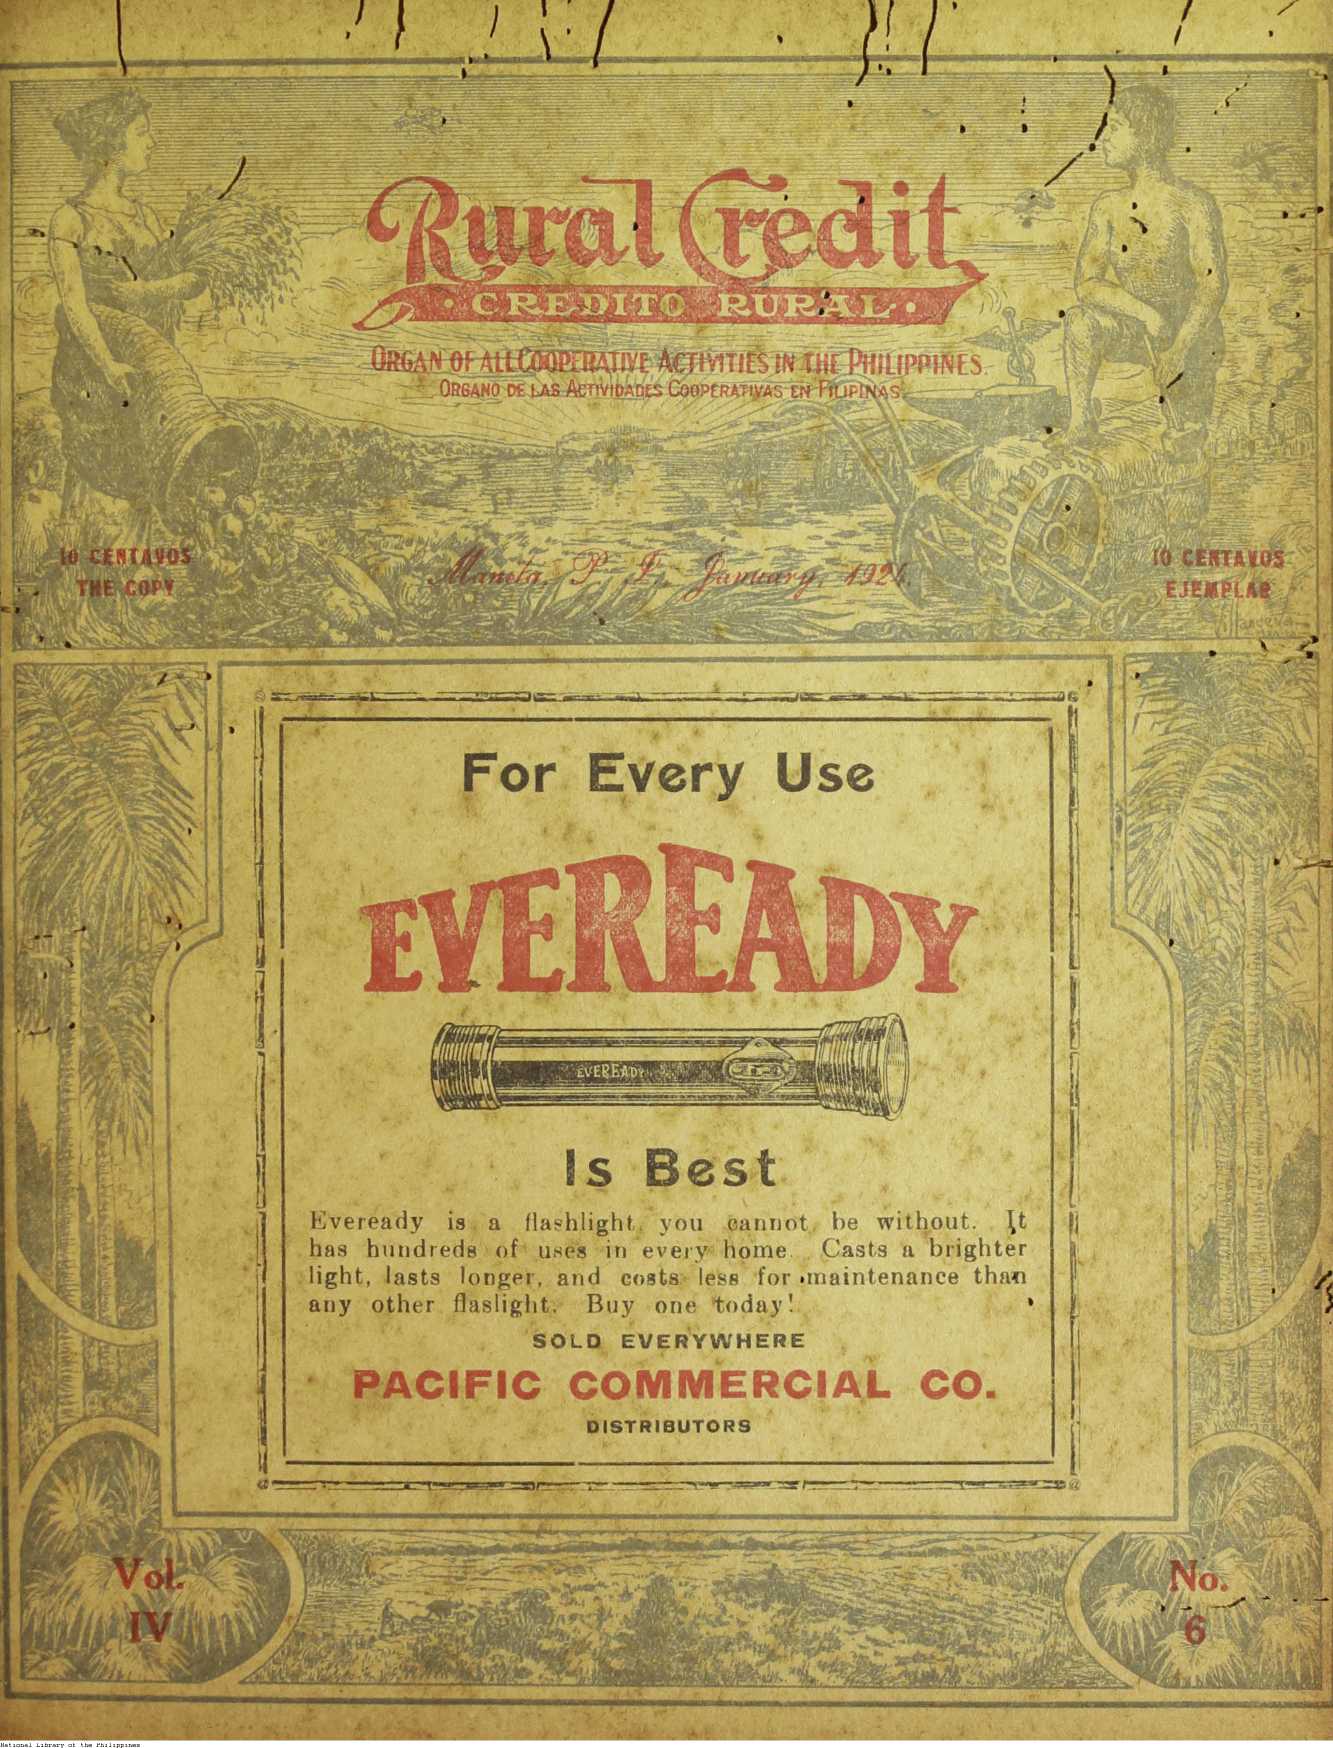 Rural Credit
· CREDITO RURAL ·
ORGAN OF ALL COOPERATIVE ACTIVITIES IN THE PHILIPPINES.
ORGANO DE LAS ACTIVIDADES COOPERATIVAS EN FILIPINAS
10 CENTAVOS
THE COPY
Manila, P. I., January, 192
10 CENTAVOS
EJEMPLAR
Villanueva
For Every Use
EVEREADY
EVEREADY
Is Best
Eveready is a flashlight you cannot be without. It
has hundreds of uses in every home. Casts a brighter
light, lasts longer, and costs less for maintenance than
any other flaslight. Buy one today!
SOLD EVERYWHERE
PACIFIC COMMERCIAL CO.
DISTRIBUTORS
Vol.
IV
No.
6
National Library of the Philippines